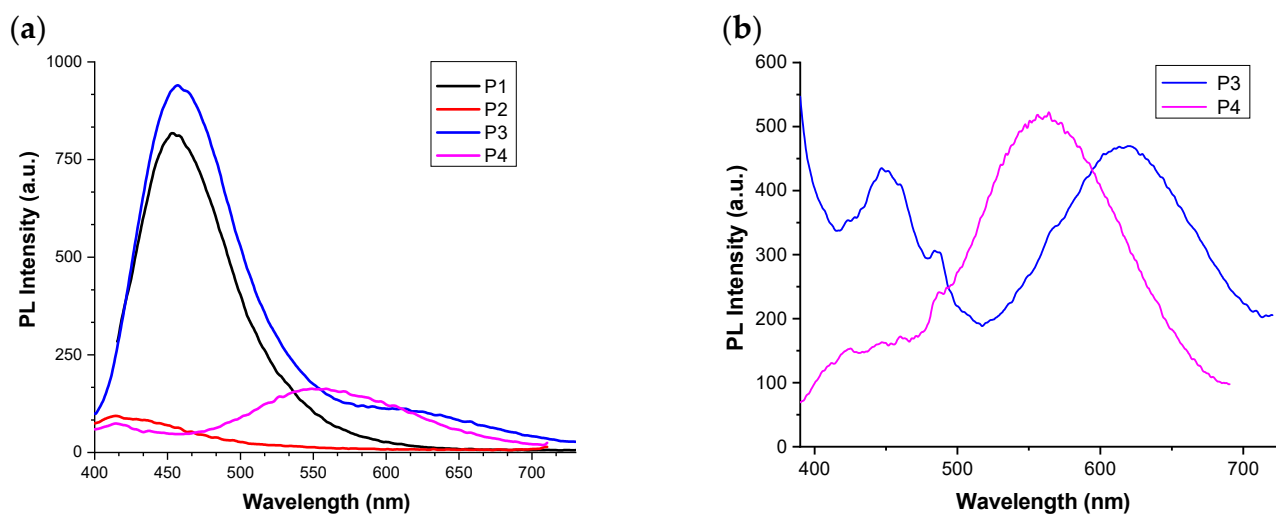 (a)
1000
750
500
250
0
PL Intensity (a.u.)
P1
P2
P3
P4
400 450 500 550 600 650 700
Wavelength (nm)
(b)
600
500
400
300
200
100
0
PL Intensity (a.u.)
P3
P4
400 500 600 700
Wavelength (nm)